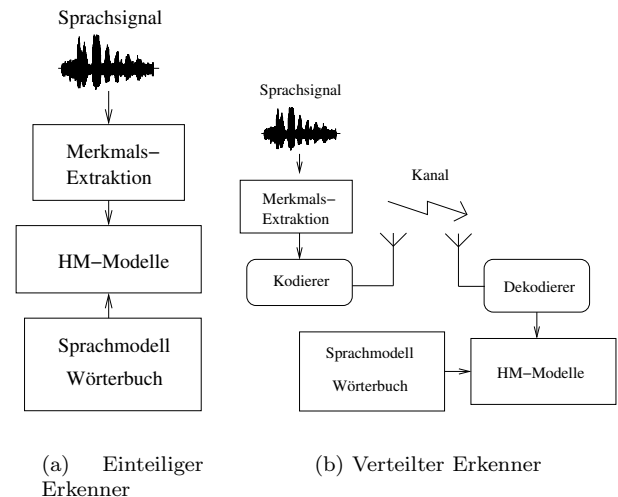 Sprachsignal
Merkmals−
Extraktion
HM−Modelle
Sprachmodell
Wörterbuch
(a) Einteiliger
Erkenner
Sprachsignal
Merkmals−
Extraktion
Kodierer
Kanal
Dekodierer
Sprachmodell
Wörterbuch
HM−Modelle
(b) Verteilter Erkenner